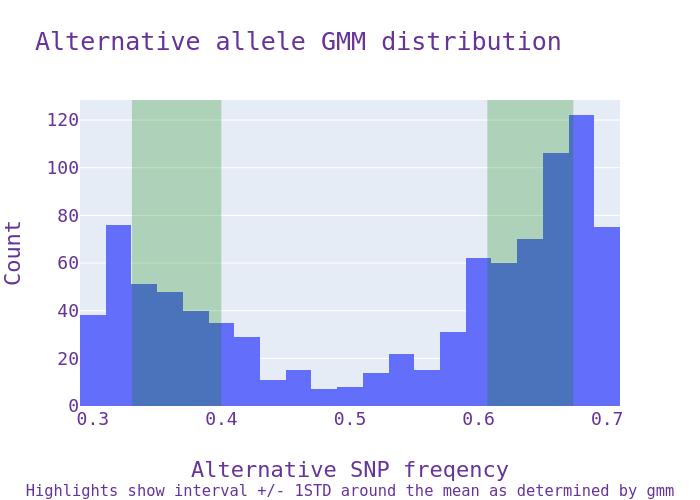 Alternative allele GMM distribution
120
100
80
60
40
20
0
Count
0.3 0.4 0.5 0.6 0.7
Alternative SNP freqency
Highlights show interval +/- 1STD around the mean as determined by gmm